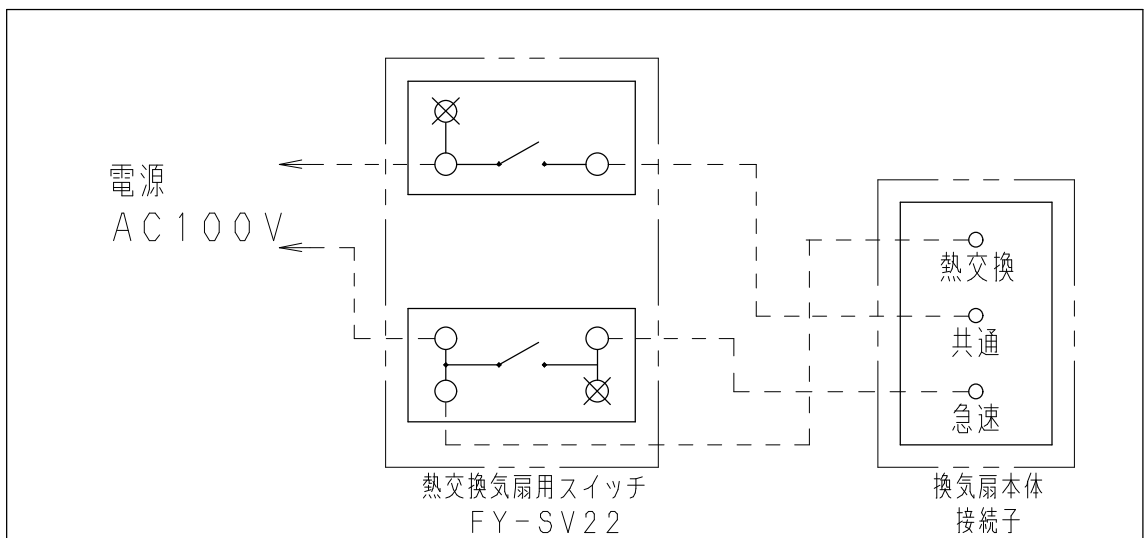 電源
AC100V
熱交換
共通
急速
熱交換気扇用スイッチ
FY-SV22
換気扇本体
接続子